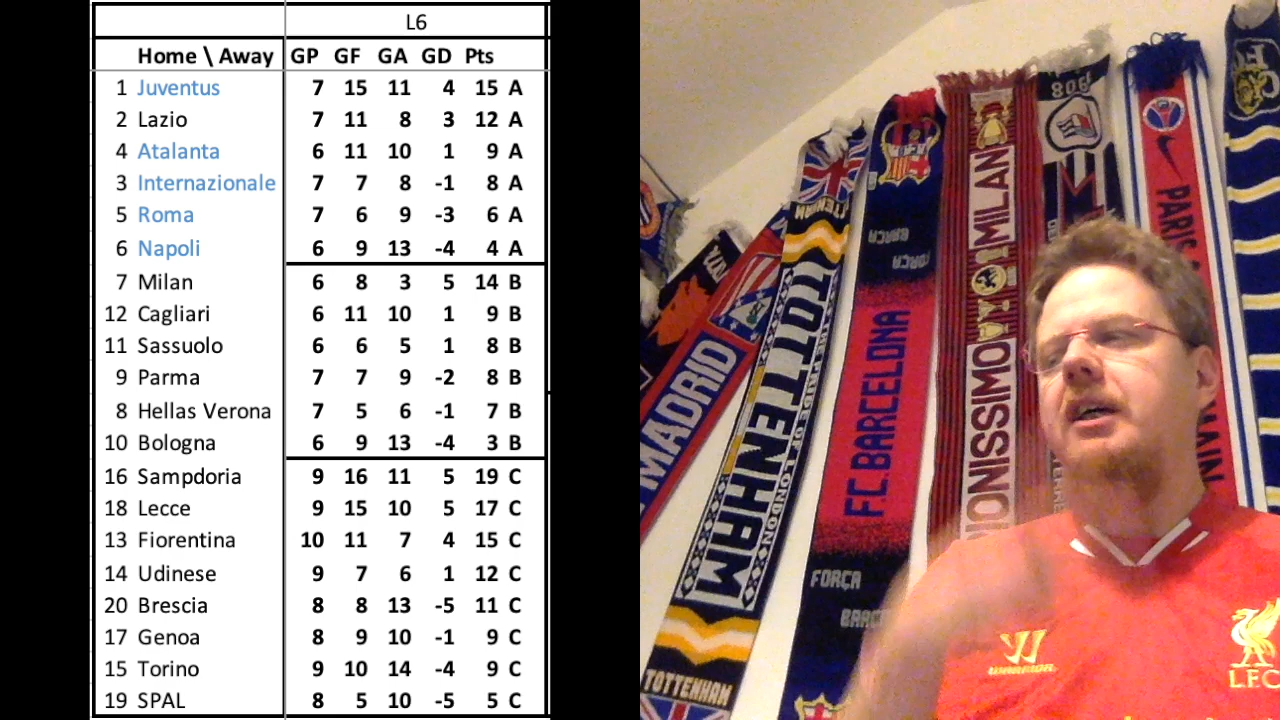 L6
Home \ Away GP GF GA GD Pts
1 Juventus 7 15 11 4 15 A
2 Lazio 7 11 8 3 12 A
4 Atalanta 6 11 10 1 9 A
3 Internazionale 7 7 8 -1 8 A
5 Roma 7 6 9 -3 6 A
6 Napoli 6 9 13 -4 4 A
7 Milan 6 8 3 5 14 B
12 Cagliari 6 11 10 1 9 B
11 Sassuolo 6 6 5 1 8 B
9 Parma 7 7 9 -2 8 B
8 Hellas Verona 7 5 6 -1 7 B
10 Bologna 6 9 13 -4 3 B
16 Sampdoria 9 16 11 5 19 C
18 Lecce 9 15 10 5 17 C
13 Fiorentina 10 11 7 4 15 C
14 Udinese 9 7 6 1 12 C
20 Brescia 8 8 13 -5 11 C
17 Genoa 8 9 10 -1 9 C
15 Torino 9 10 14 -4 9 C
19 SPAL 8 5 10 -5 5 C
MADRID
TOTTENHAM
PRIDE OF LONDON
TOTTENHAM
BARÇA
FORÇA
F.C.BARCELONA
FORÇA
MILAN
PARIS
WARRIOR
L.F.C